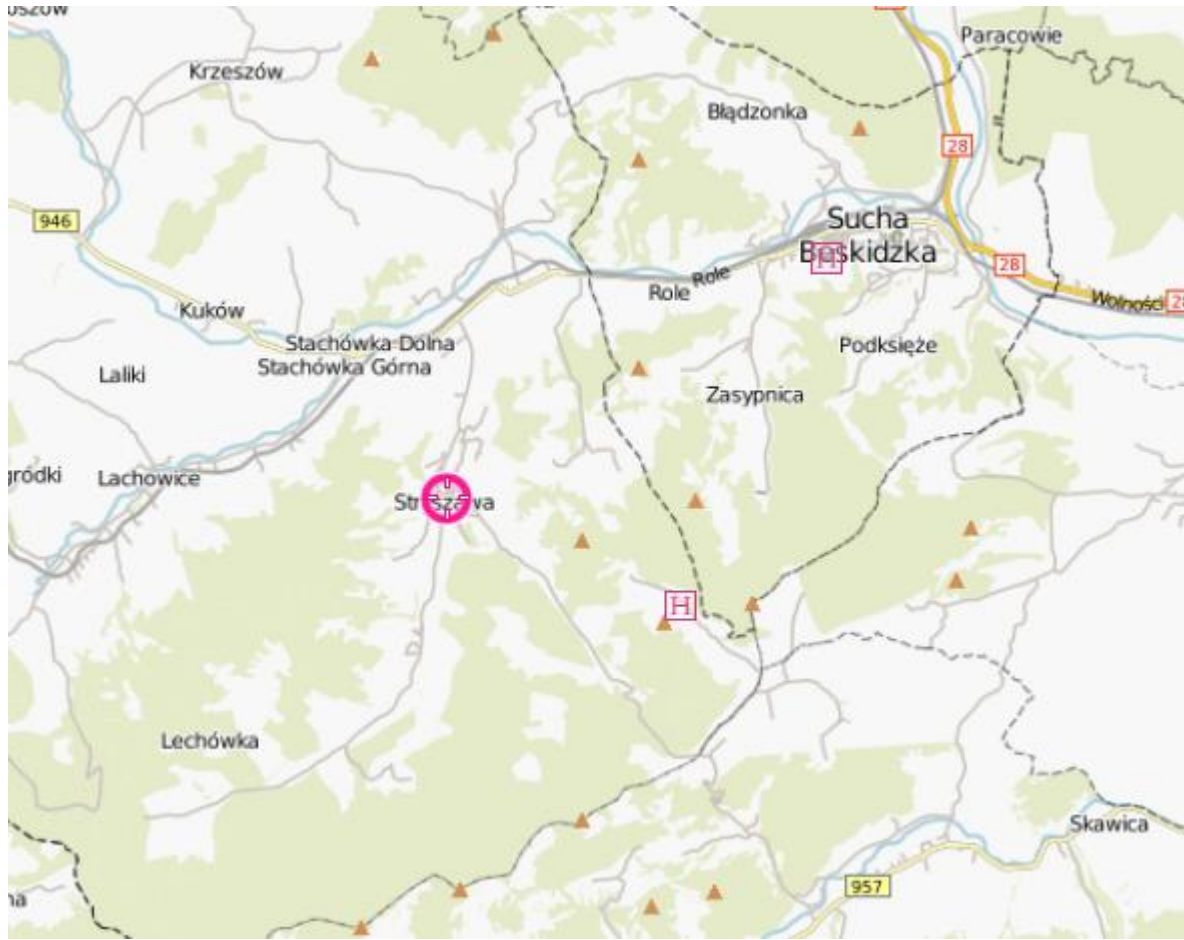 Paracowie
Krzeszów
Błądzonka
28
946
Sucha
Beskidzka
H
28
Role
Role
Wolności
Kuków
Stachówka Dolna
Stachówka Górna
Podksięże
Laliki
Zasypnica
Lachowice
Stryszawa
H
Lechówka
Skawica
957